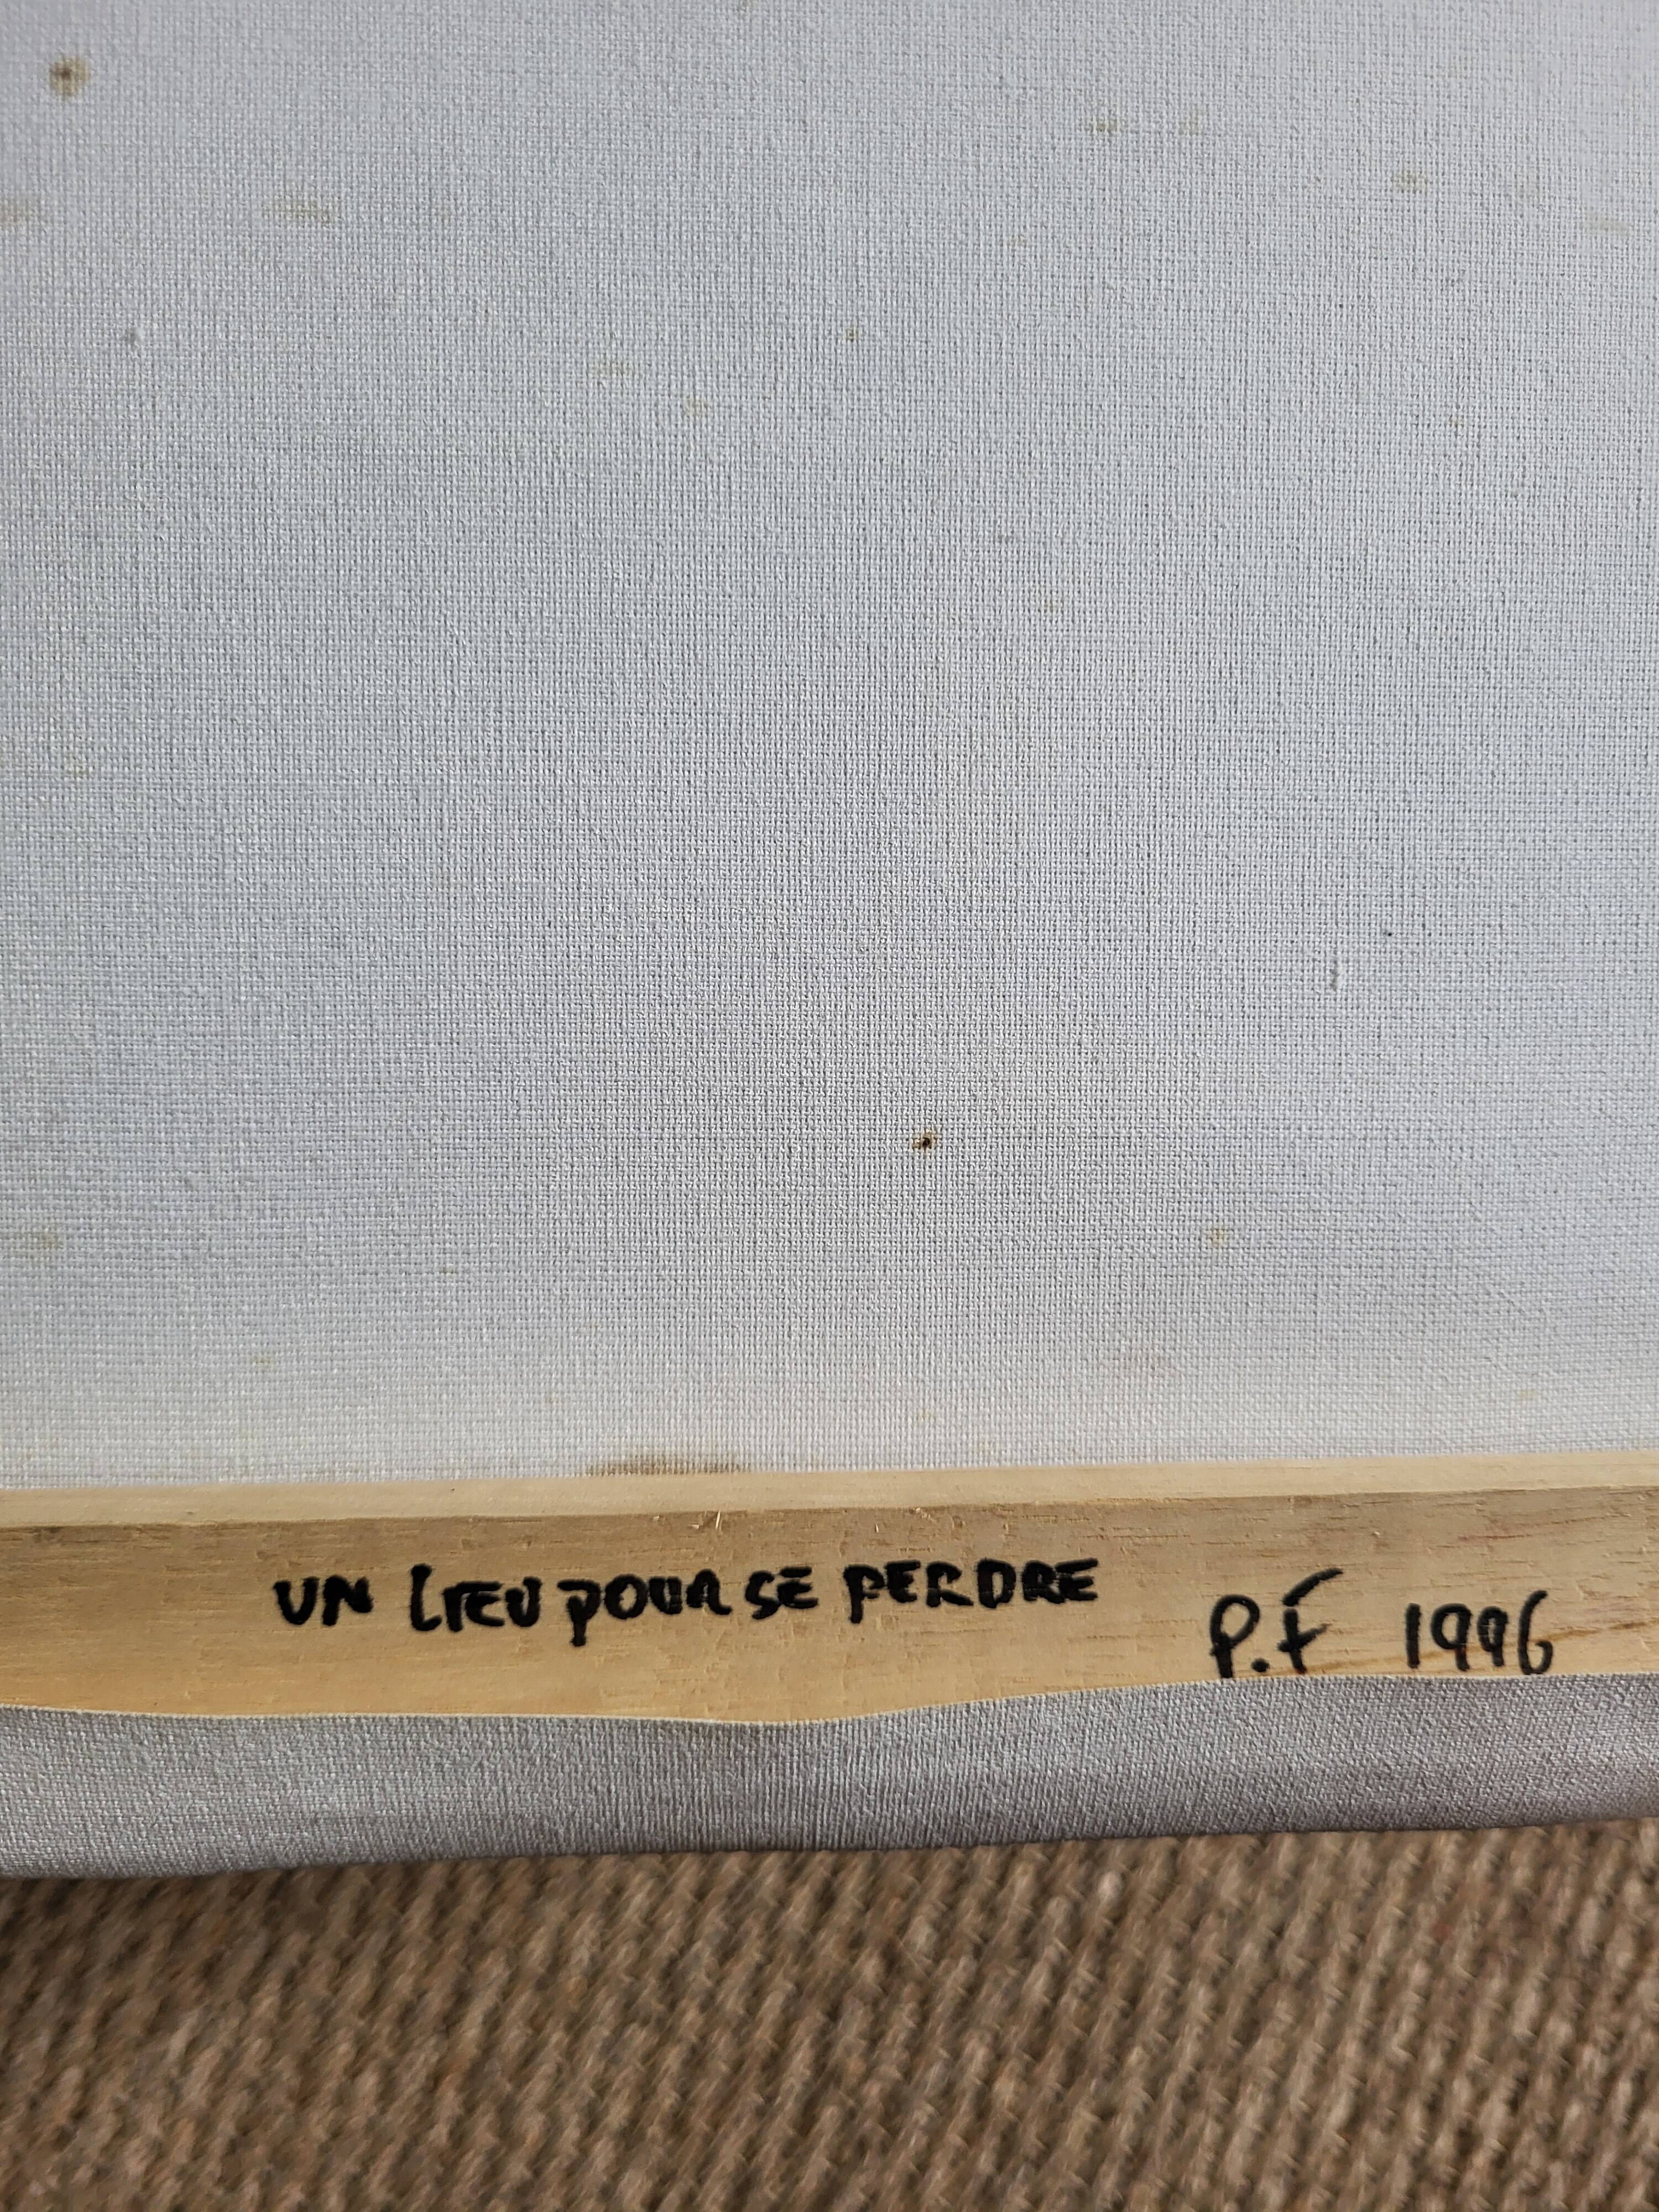 UN LIEU POUR SE PERDRE
P.F 1996